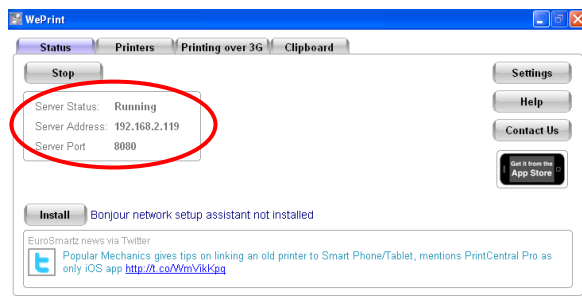 WePrint
Status Printers Printing over 3G Clipboard
Stop
Settings
Server Status: Running
Help
Server Address: 192.168.2.119
Contact Us
Server Port 8080
Get it from the
App Store
Install Bonjour network setup assistant not installed
EuroSmartz news via Twitter
Popular Mechanics gives tips on linking an old printer to Smart Phone/Tablet, mentions PrintCentral Pro as
only iOS app http://t.co/WmVikKpq